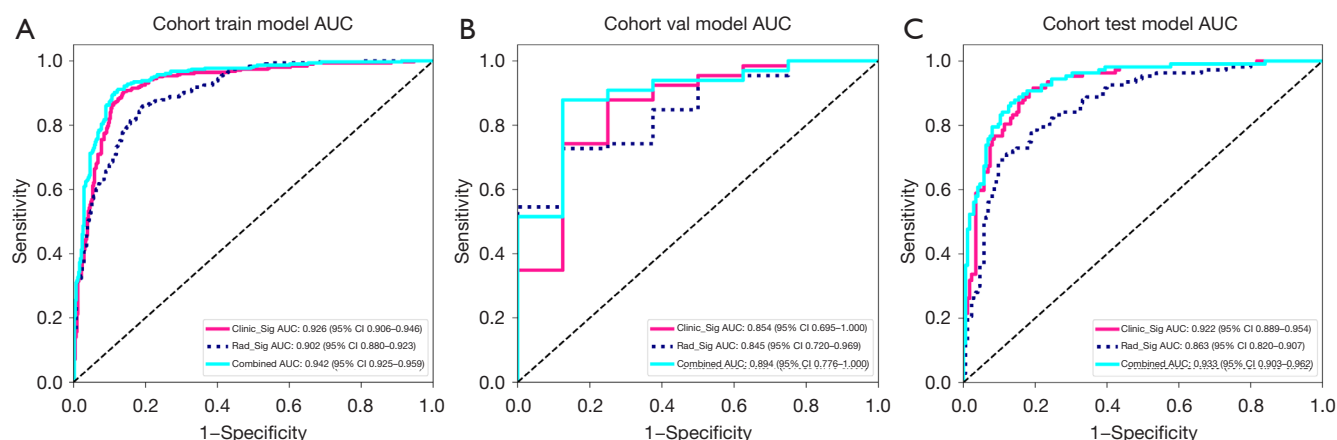 A
Cohort train model AUC
Sensitivity
1.0
0.8
0.6
0.4
0.2
0.0
Clinic_Sig AUC: 0.926 (95% CI 0.906–0.946)
Rad_Sig AUC: 0.902 (95% CI 0.880–0.923)
Combined AUC: 0.942 (95% CI 0.925–0.959)
0.0 0.2 0.4 0.6 0.8 1.0
1–Specificity
B
Cohort val model AUC
Sensitivity
1.0
0.8
0.6
0.4
0.2
0.0
Clinic_Sig AUC: 0.854 (95% CI 0.695–1.000)
Rad_Sig AUC: 0.845 (95% CI 0.720–0.969)
Combined AUC: 0.894 (95% CI 0.776–1.000)
0.0 0.2 0.4 0.6 0.8 1.0
1–Specificity
C
Cohort test model AUC
Sensitivity
1.0
0.8
0.6
0.4
0.2
0.0
Clinic_Sig AUC: 0.922 (95% CI 0.889–0.954)
Rad_Sig AUC: 0.863 (95% CI 0.820–0.907)
Combined AUC: 0.933 (95% CI 0.903–0.962)
0.0 0.2 0.4 0.6 0.8 1.0
1–Specificity